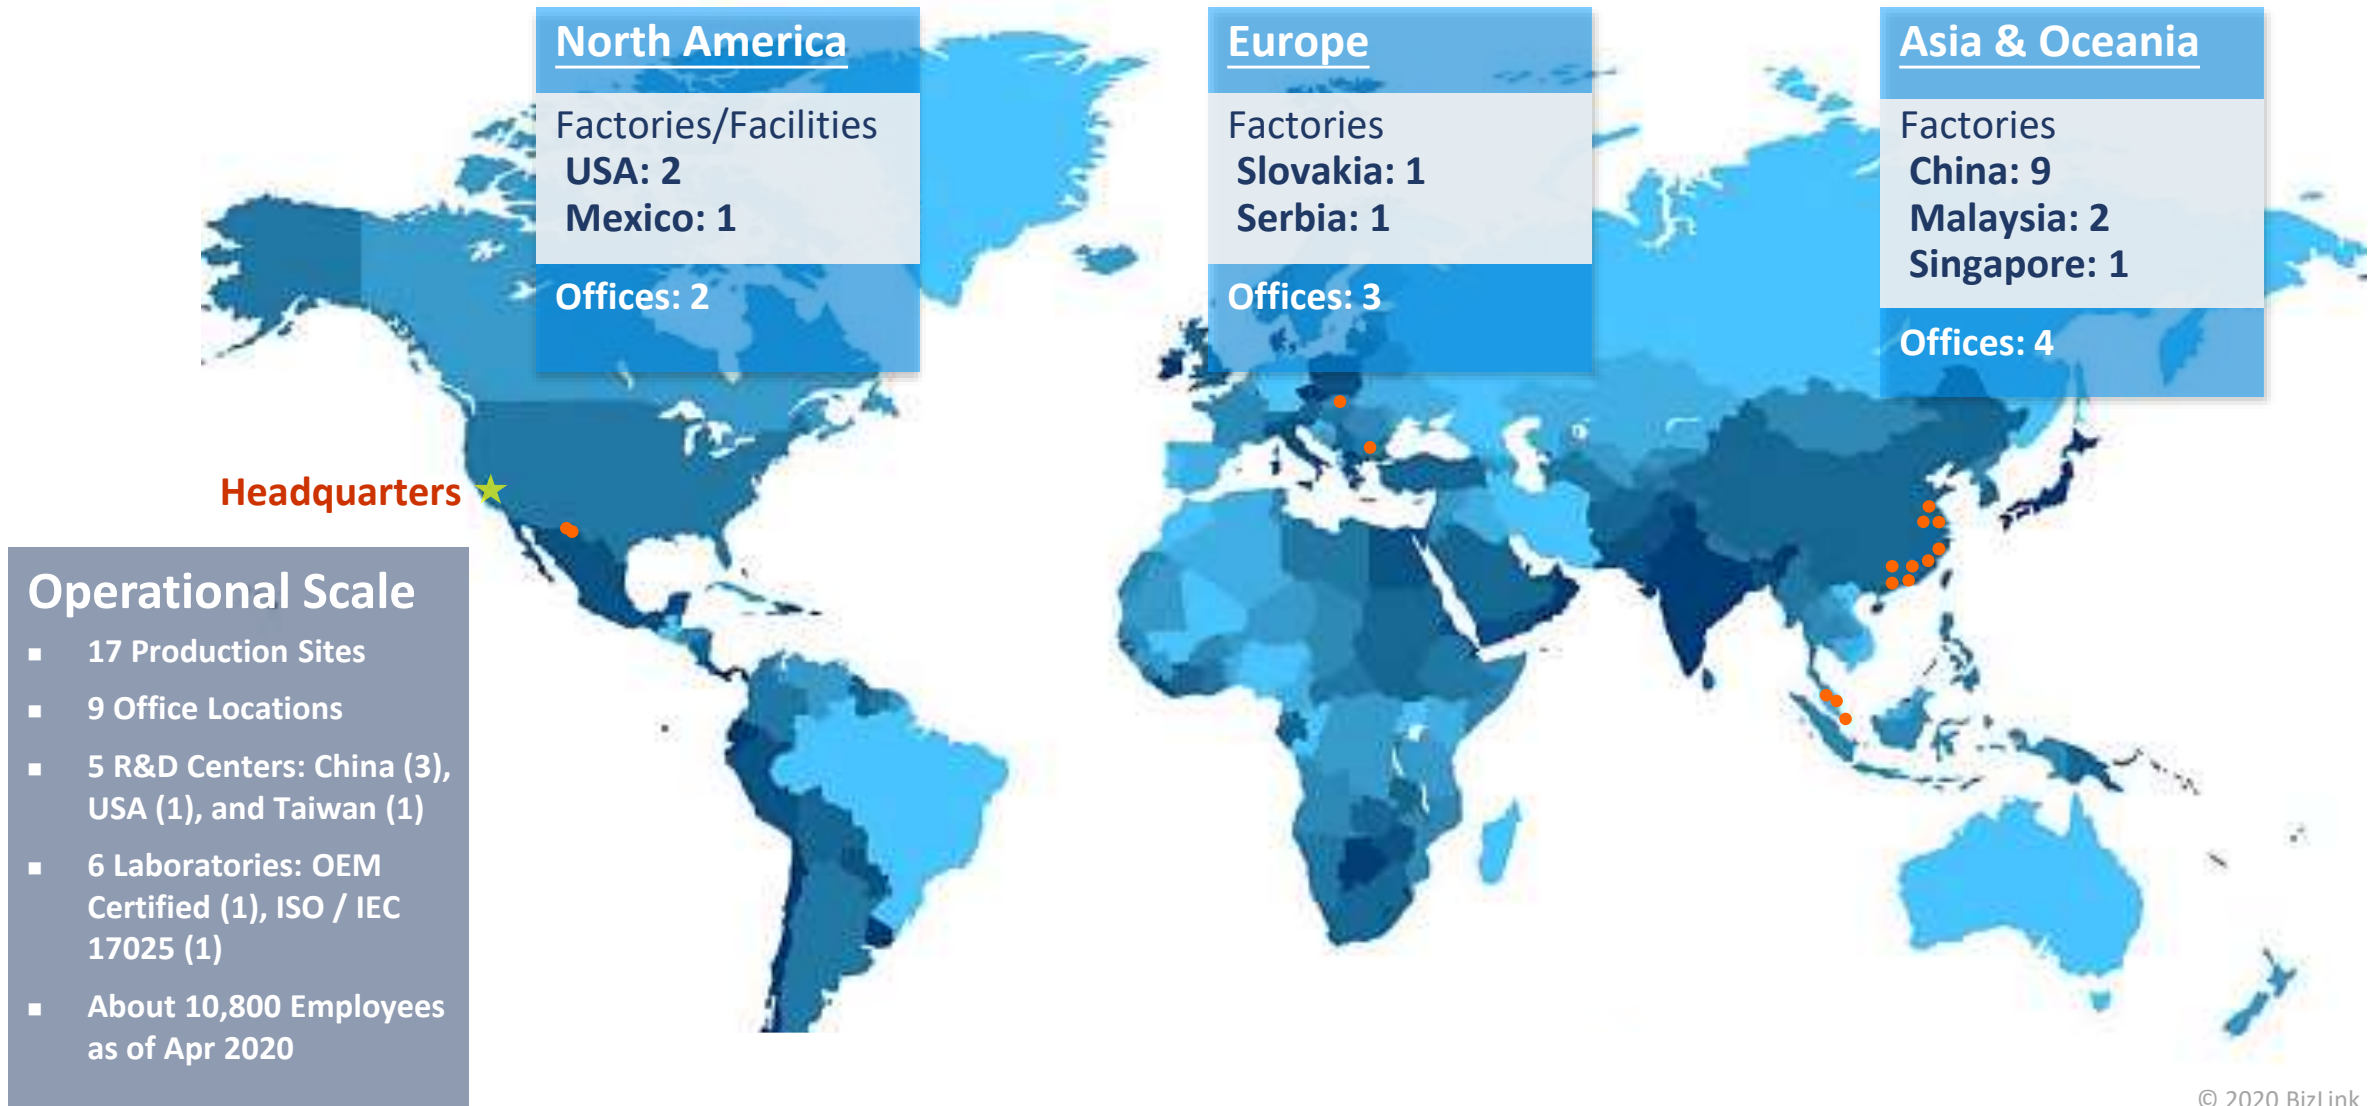 North America
Factories/Facilities
USA: 2
Mexico: 1
Offices: 2
Europe
Factories
Slovakia: 1
Serbia: 1
Offices: 3
Asia & Oceania
Factories
China: 9
Malaysia: 2
Singapore: 1
Offices: 4
Headquarters
Operational Scale
▪ 17 Production Sites
▪ 9 Office Locations
▪ 5 R&D Centers: China (3),
USA (1), and Taiwan (1)
▪ 6 Laboratories: OEM
Certified (1), ISO / IEC
17025 (1)
▪ About 10,800 Employees
as of Apr 2020
© 2020 BizLink